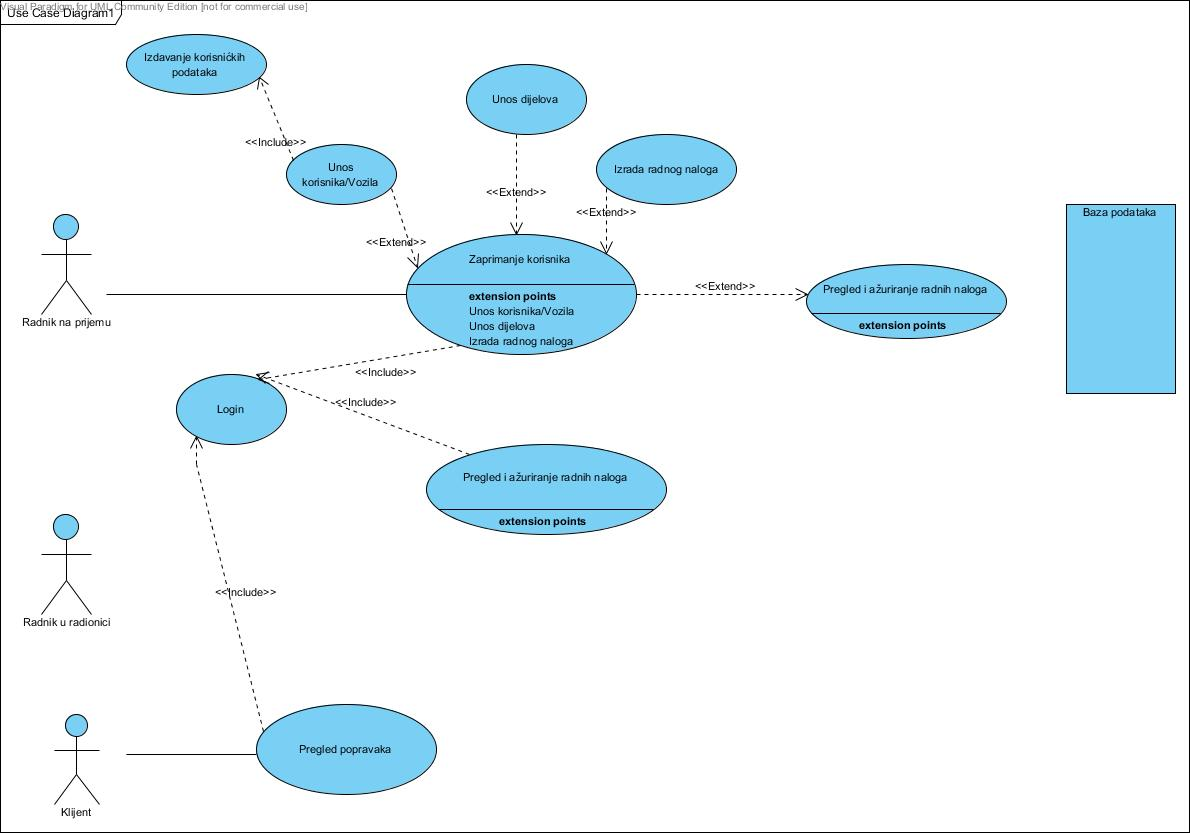 Visual Paradigm for UML Community Edition [not for commercial use]
Use Case Diagram1
Izdavanje korisničkih
podataka
Unos dijelova
<<Include>>
Unos
korisnika/Vozila
Izrada radnog naloga
<<Extend>>
<<Extend>>
Baza podataka
<<Extend>>
Zaprimanje korisnika
<<Extend>>
Pregled i ažuriranje radnih naloga
extension points
extension points
Unos korisnika/Vozila
Unos dijelova
Izrada radnog naloga
Radnik na prijemu
<<Include>>
<<Include>>
Login
Pregled i ažuriranje radnih naloga
extension points
<<Include>>
Radnik u radionici
Pregled popravaka
Klijent